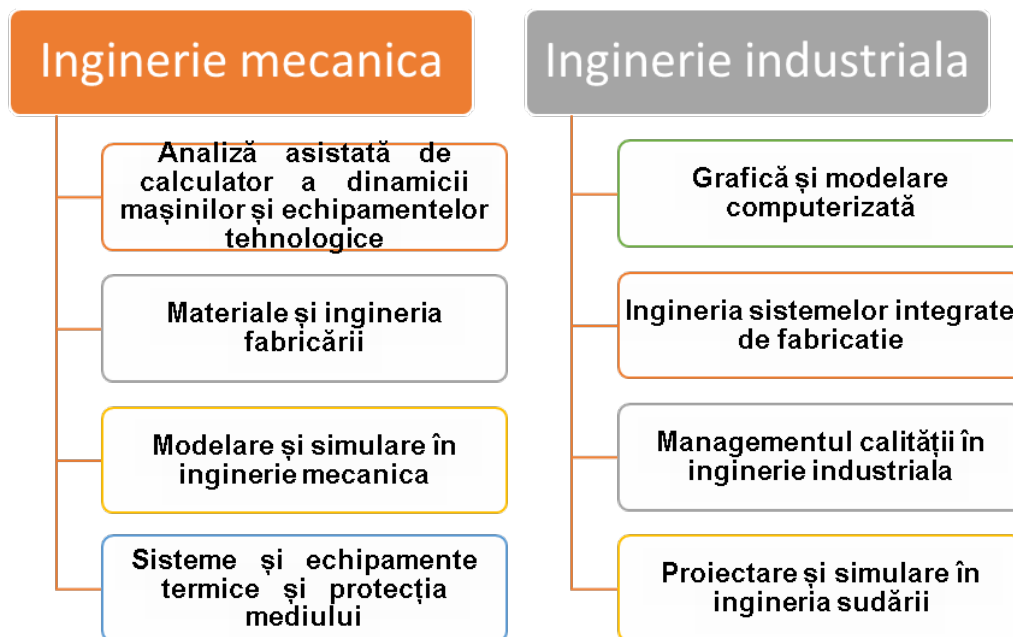 Inginerie mecanica
Analiză asistată de
calculator a dinamicii
mașinilor și echipamentelor
tehnologice
Materiale și ingineria
fabricării
Modelare și simulare în
inginerie mecanica
Sisteme și echipamente
termice și protecția
mediului
Inginerie industriala
Grafică și modelare
computerizată
Ingineria sistemelor integrate
de fabricatie
Managementul calității în
inginerie industriala
Proiectare și simulare în
ingineria sudării